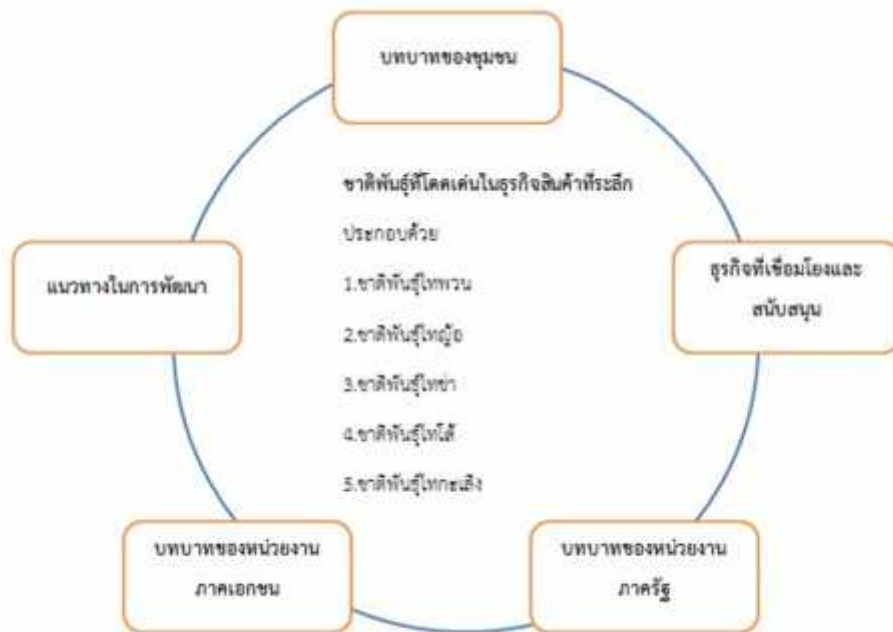 บทบาทของชุมชน
ชาติพันธุ์ที่โดดเด่นในธุรกิจสินค้าที่ระลึก
ประกอบด้วย
1.ชาติพันธุ์ไทพวน
2.ชาติพันธุ์ไทญ้อ
3.ชาติพันธุ์ไทข่า
4.ชาติพันธุ์ไทโส้
5.ชาติพันธุ์ไทกะเลิง
ธุรกิจที่เชื่อมโยงและ
สนับสนุน
บทบาทของหน่วยงาน
ภาครัฐ
บทบาทของหน่วยงาน
ภาคเอกชน
แนวทางในการพัฒนา